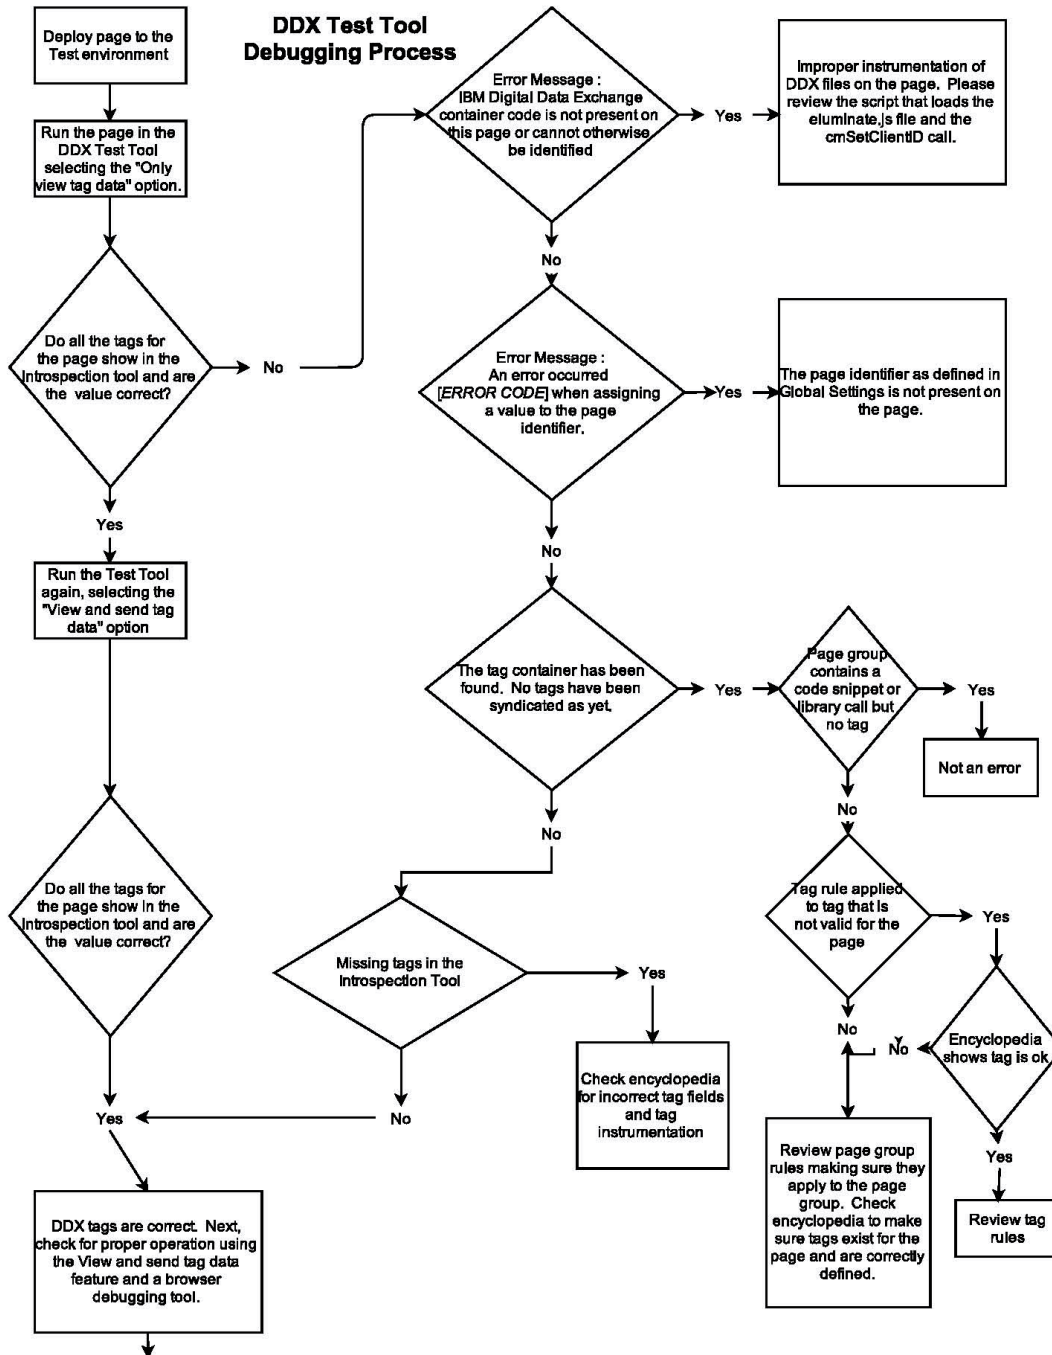 DDX Test Tool
Debugging Process
Deploy page to the
Test environment
Run the page in the
DDX Test Tool
selecting the "Only
view tag data" option.
Do all the tags for
the page show in the
Introspection tool and are
the value correct?
No
Yes
Run the Test Tool
again, selecting the
"View and send tag
data" option
Do all the tags for
the page show in the
Introspection tool and are
the value correct?
Yes
DDX tags are correct. Next,
check for proper operation using
the View and send tag data
feature and a browser
debugging tool.
Error Message :
IBM Digital Data Exchange
container code is not present on
this page or cannot otherwise
be identified
Yes
Improper instrumentation of
DDX files on the page. Please
review the script that loads the
eluminate.js file and the
cmSetClientID call.
No
Error Message :
An error occurred
[ERROR CODE] when assigning
a value to the page
identifier.
Yes
The page identifier as defined in
Global Settings is not present on
the page.
No
The tag container has been
found. No tags have been
syndicated as yet.
Yes
Page group
contains a
code snippet or
library call but
no tag
Yes
Not an error
No
Tag rule applied
to tag that is
not valid for the
page
Yes
Encyclopedia
shows tag is ok
No
Yes
Review tag
rules
No
Review page group
rules making sure they
apply to the page
group. Check
encyclopedia to make
sure tags exist for the
page and are correctly
defined.
No
Missing tags in the
Introspection Tool
Yes
Check encyclopedia
for incorrect tag fields
and tag
instrumentation
No